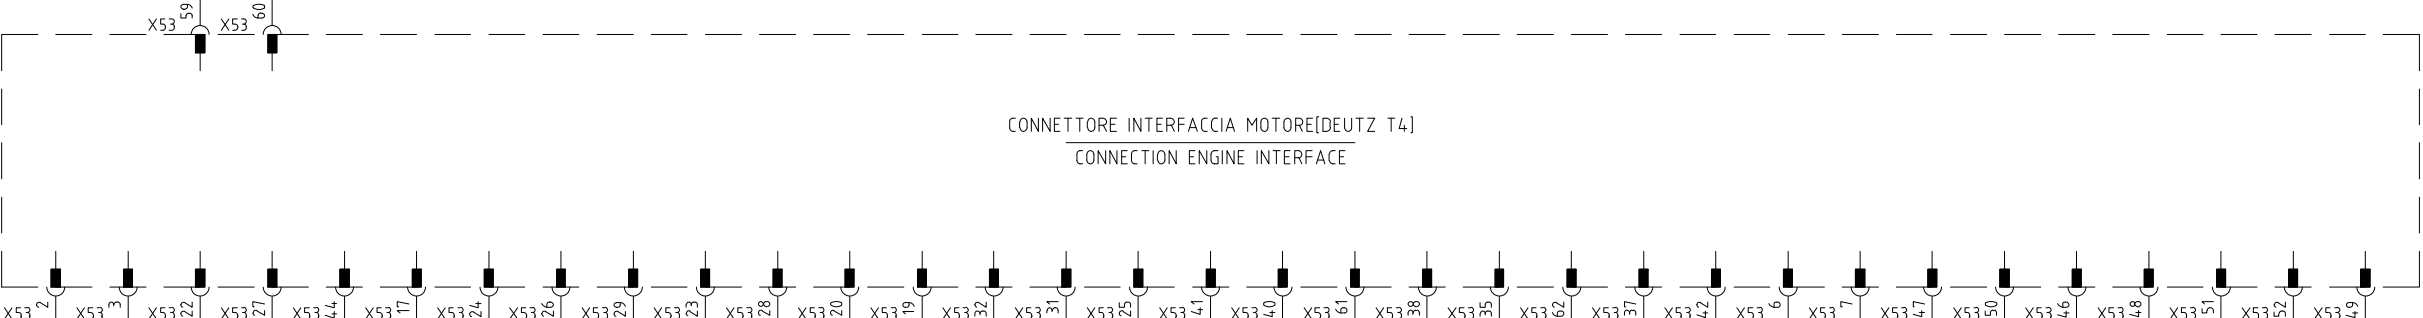 X53 59 X53 60
CONNETTORE INTERFACCIA MOTORE[DEUTZ T4]
CONNECTION ENGINE INTERFACE
X53 2 X53 3 X53 22 X53 27 X53 44 X53 17 X53 24 X53 26 X53 29 X53 23 X53 28 X53 20 X53 19 X53 32 X53 31 X53 25 X53 41 X53 40 X53 61 X53 38 X53 35 X53 62 X53 37 X53 42 X53 6 X53 7 X53 47 X53 50 X53 46 X53 48 X53 51 X53 52 X53 49